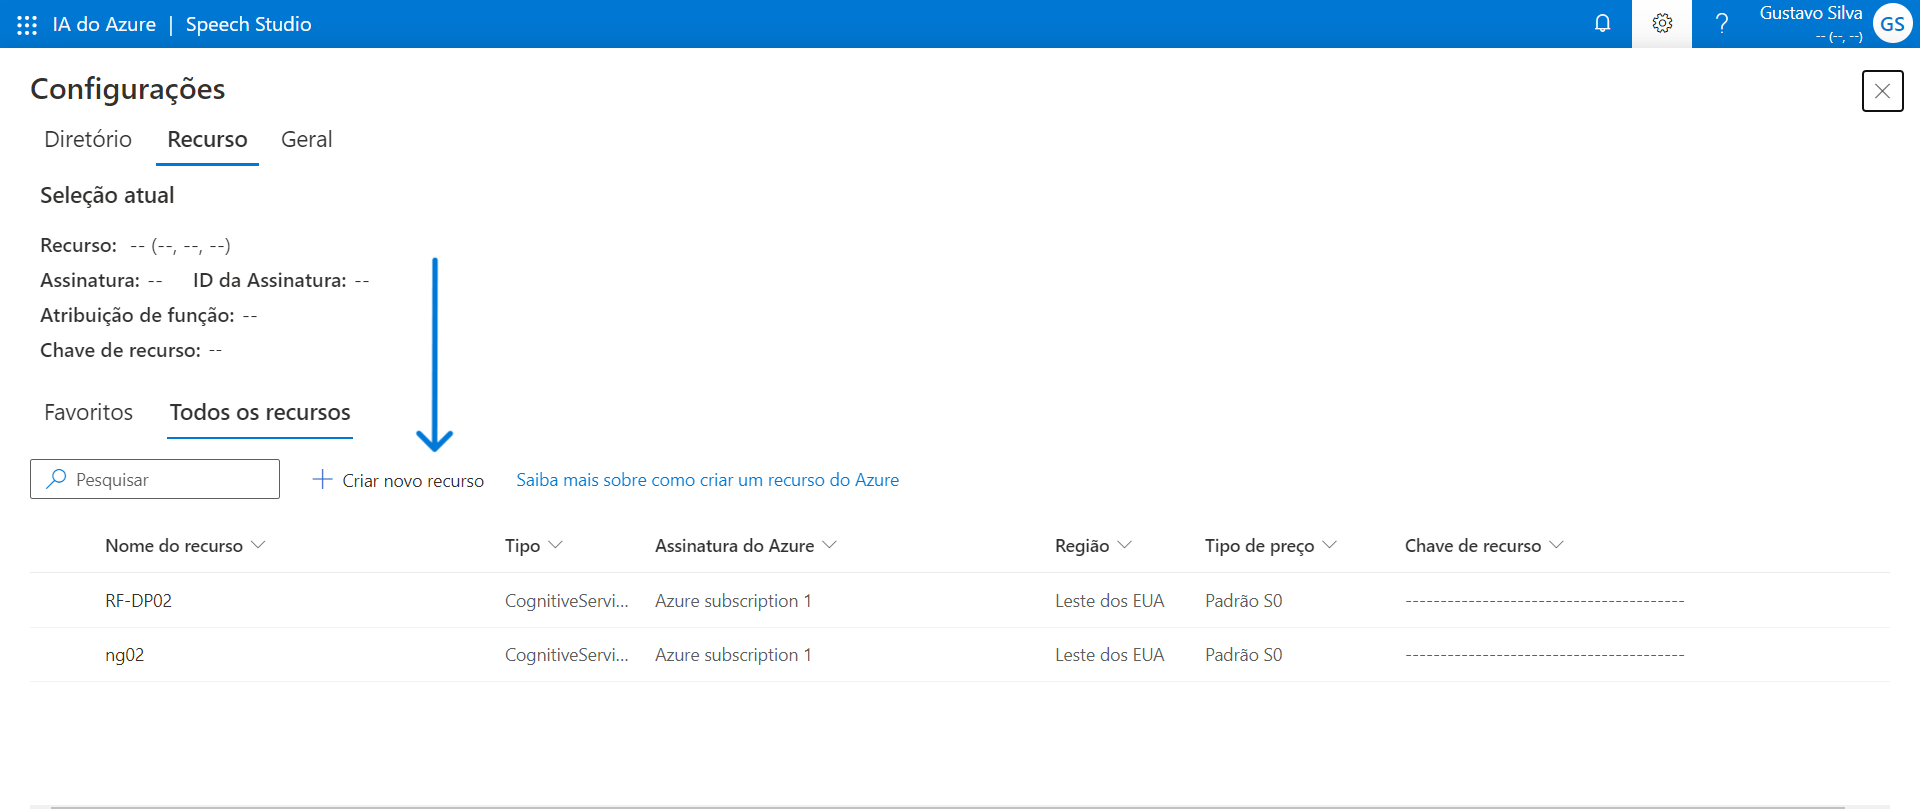 IA do Azure | Speech Studio
Gustavo Silva
-- (--, --)
GS
Configurações
Diretório Recurso Geral
Seleção atual
Recurso: -- (--, --, --)
Assinatura: -- ID da Assinatura: --
Atribuição de função: --
Chave de recurso: --
Favoritos Todos os recursos
Pesquisar Criar novo recurso Saiba mais sobre como criar um recurso do Azure
Nome do recurso Tipo Assinatura do Azure Região Tipo de preço Chave de recurso
RF-DP02 CognitiveServi... Azure subscription 1 Leste dos EUA Padrão S0 ----------------------------------------
ng02 CognitiveServi... Azure subscription 1 Leste dos EUA Padrão S0 ----------------------------------------